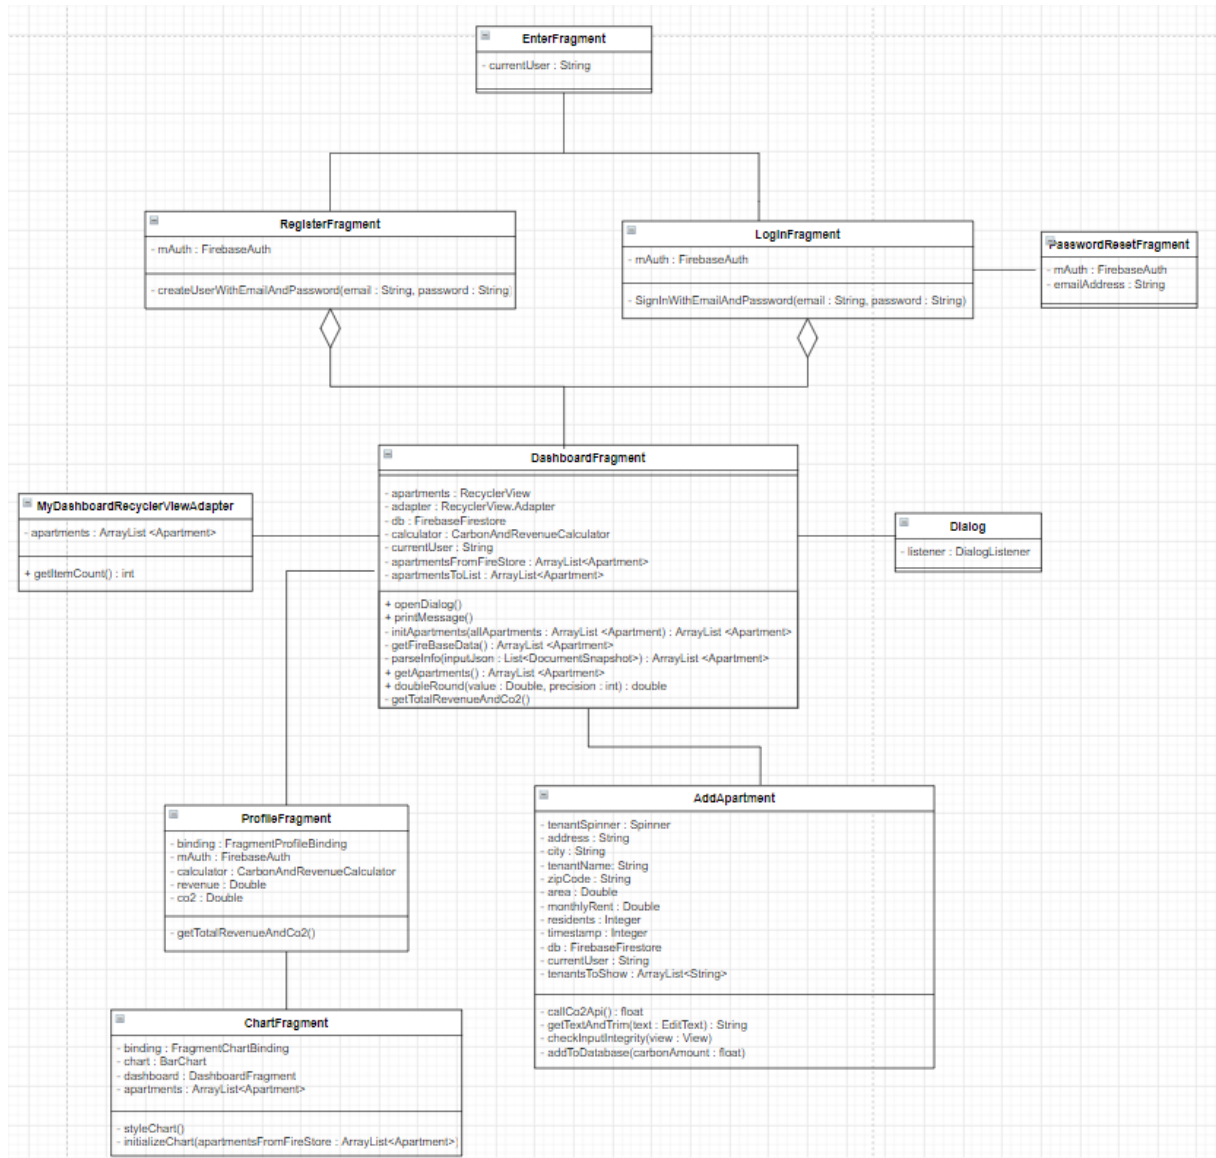 EnterFragment
- currentUser : String
RegisterFragment
- mAuth : FirebaseAuth
- createUserWithEmailAndPassword(email : String, password : String)
LoginFragment
- mAuth : FirebaseAuth
- SignInWithEmailAndPassword(email : String, password : String)
PasswordResetFragment
- mAuth : FirebaseAuth
- emailAddress : String
DashboardFragment
- apartments : RecyclerView
- adapter : RecyclerView.Adapter
- db : FirebaseFirestore
- calculator : CarbonAndRevenueCalculator
- currentUser : String
- apartmentsFromFireStore : ArrayList<Apartment>
- apartmentsToList : ArrayList<Apartment>
+ openDialog()
+ printMessage()
- initApartments(allApartments : ArrayList <Apartment) : ArrayList <Apartment>
- getFireBaseData() : ArrayList <Apartment>
- parseInfo(inputJson : List<DocumentSnapshot>) : ArrayList <Apartment>
+ getApartments() : ArrayList <Apartment>
+ doubleRound(value : Double, precision : int) : double
- getTotalRevenueAndCo2()
MyDashboardRecyclerViewAdapter
- apartments : ArrayList <Apartment>
+ getItemCount() : int
Dialog
- listener : DialogListener
ProfileFragment
- binding : FragmentProfileBinding
- mAuth : FirebaseAuth
- calculator : CarbonAndRevenueCalculator
- revenue : Double
- co2 : Double
- getTotalRevenueAndCo2()
AddApartment
- tenantSpinner : Spinner
- address : String
- city : String
- tenantName: String
- zipCode : String
- area : Double
- monthlyRent : Double
- residents : Integer
- timestamp : Integer
- db : FirebaseFirestore
- currentUser : String
- tenantsToShow : ArrayList<String>
- callCo2Api() : float
- getTextAndTrim(text : EditText) : String
- checkInputIntegrity(view : View)
- addToDatabase(carbonAmount : float)
ChartFragment
- binding : FragmentChartBinding
- chart : BarChart
- dashboard : DashboardFragment
- apartments : ArrayList<Apartment>
- styleChart()
- initializeChart(apartmentsFromFireStore : ArrayList<Apartment>)